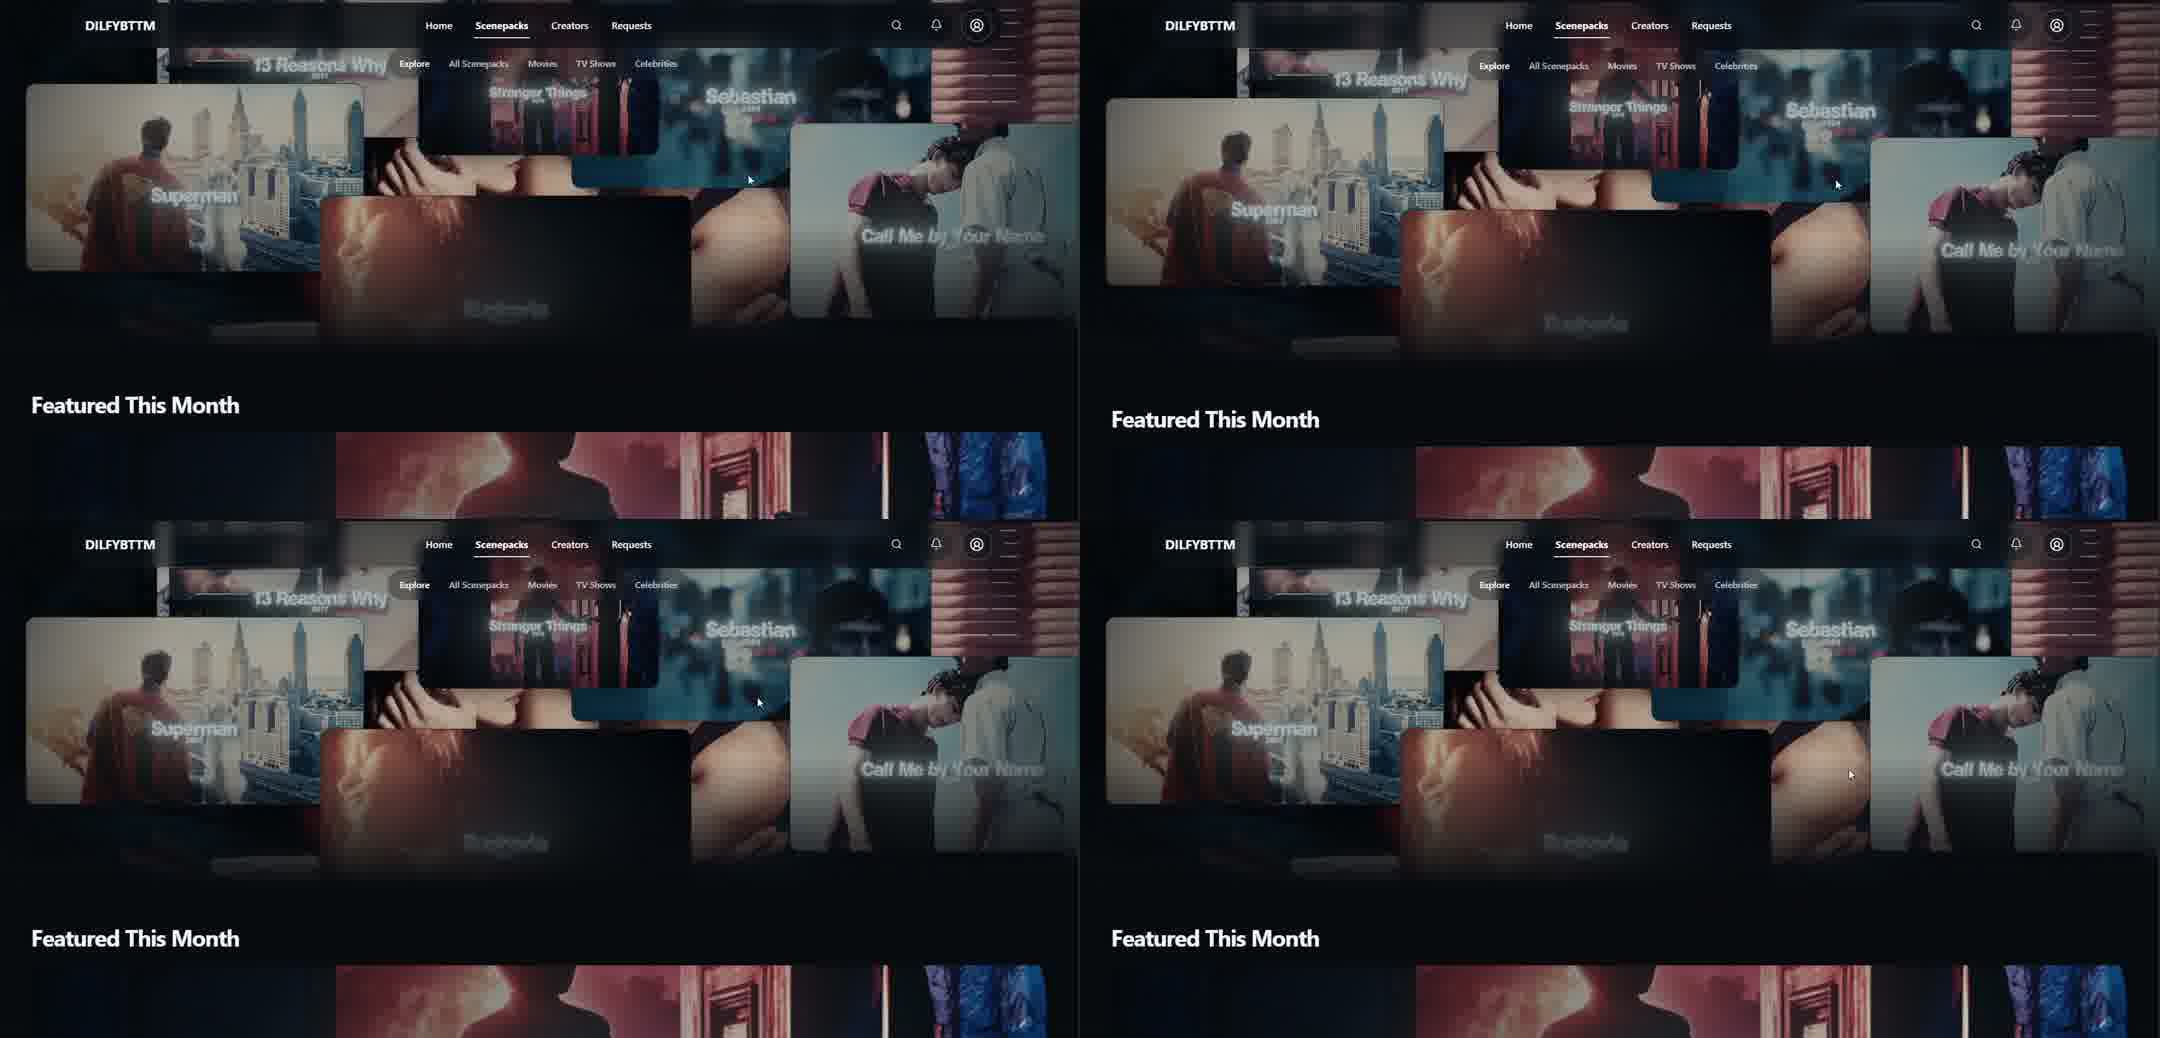 DILFYBTTM Home Scenepacks Creators Requests
Explore All Scenepacks Movies TV Shows Celebrities
13 Reasons Why
2017
Stranger Things
Sebastian
Superman
Call Me by Your Name
Featured This Month
DILFYBTTM Home Scenepacks Creators Requests
Explore All Scenepacks Movies TV Shows Celebrities
13 Reasons Why
2017
Stranger Things
Sebastian
Superman
Call Me by Your Name
Featured This Month
DILFYBTTM Home Scenepacks Creators Requests
Explore All Scenepacks Movies TV Shows Celebrities
13 Reasons Why
2017
Stranger Things
Sebastian
Superman
Call Me by Your Name
Featured This Month
DILFYBTTM Home Scenepacks Creators Requests
Explore All Scenepacks Movies TV Shows Celebrities
13 Reasons Why
2017
Stranger Things
Sebastian
Superman
Call Me by Your Name
Featured This Month